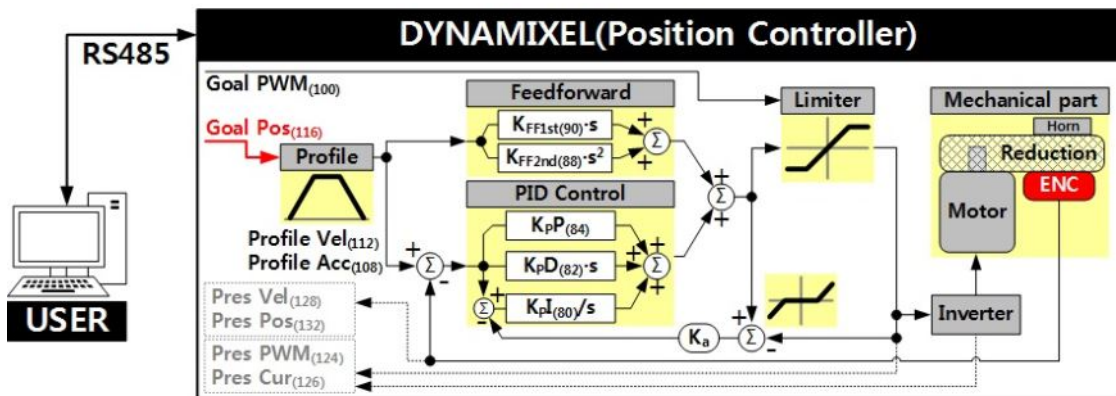 DYNAMIXEL(Position Controller)
RS485
Goal PWM(100)
Feedforward
Limiter
Mechanical part
Horn
Goal Pos(116)
KFF1st(90)·s
Profile
KFF2nd(88)·s²
Σ
Reduction
PID Control
Σ
ENC
Motor
KPP(84)
Profile Vel(112)
Profile Acc(108)
Σ
KPD(82)·s
Σ
Pres Vel(128)
Σ
KPI(80)/s
Pres Pos(132)
Inverter
USER
Ka
Σ
Pres PWM(124)
Pres Cur(126)